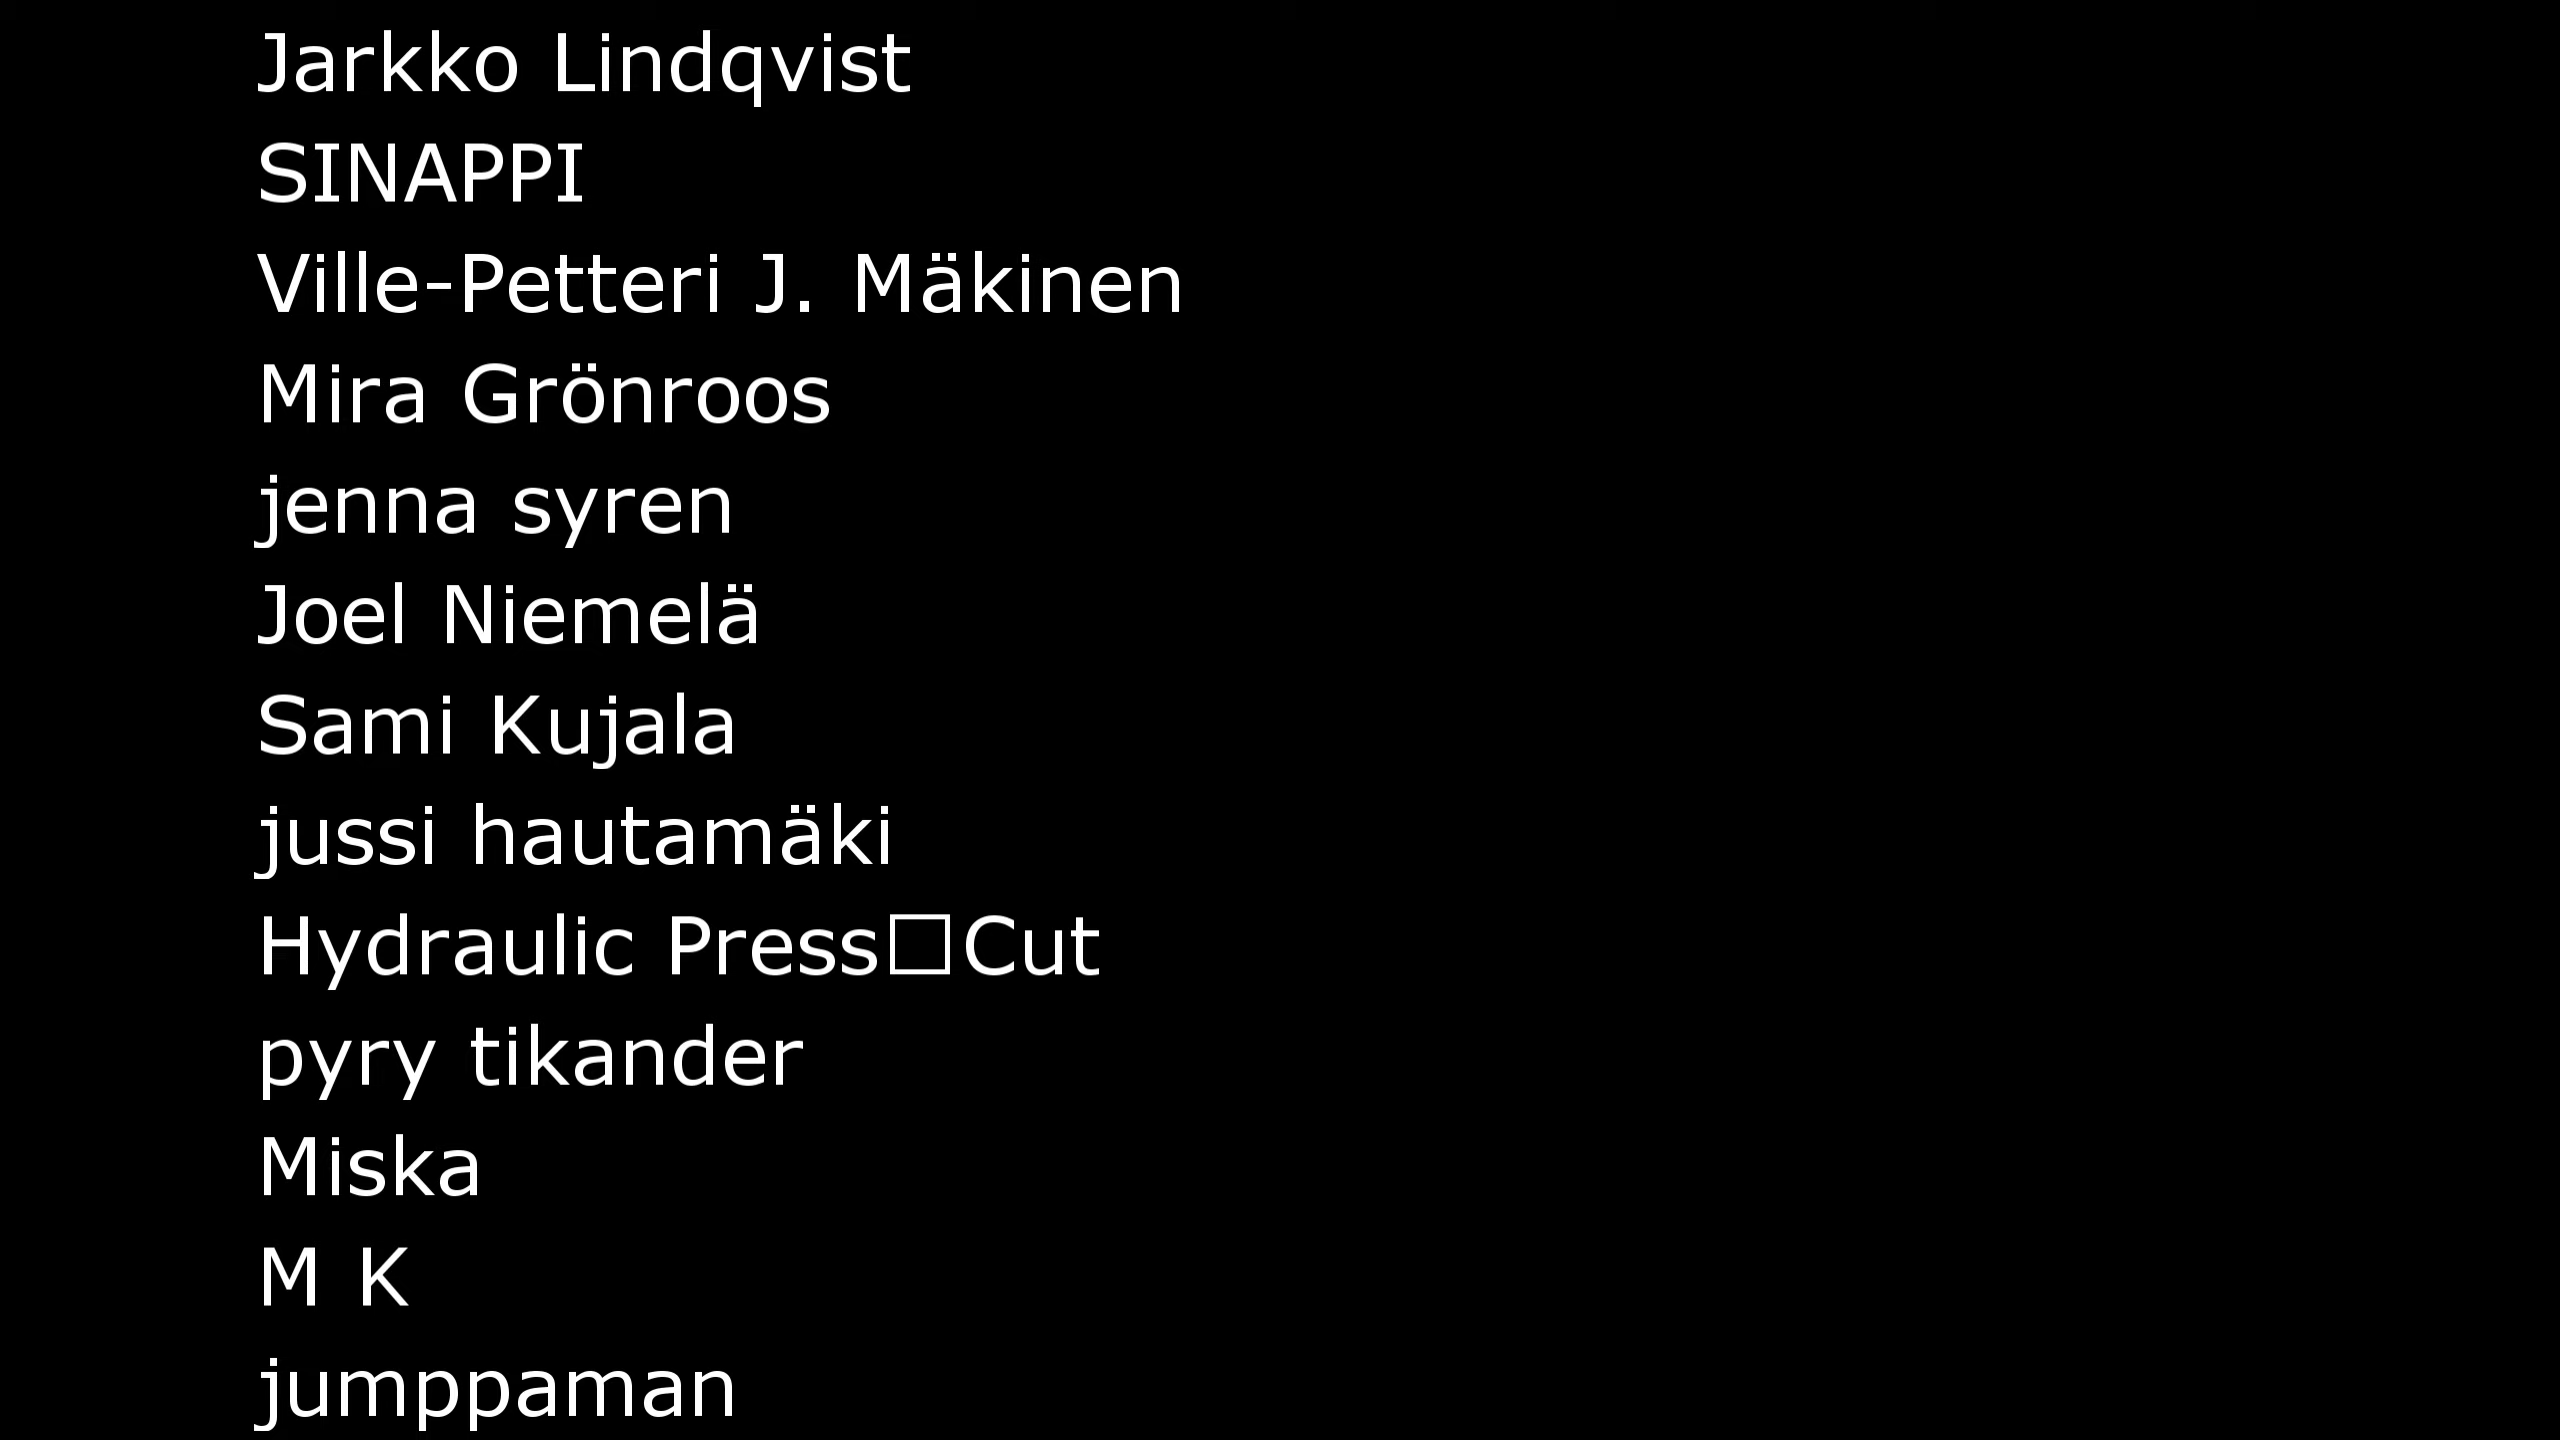 Jarkko Lindqvist
SINAPPI
Ville-Petteri J. Mäkinen
Mira Grönroos
jenna syren
Joel Niemelä
Sami Kujala
jussi hautamäki
Hydraulic Press□Cut
pyry tikander
Miska
M K
jumppaman